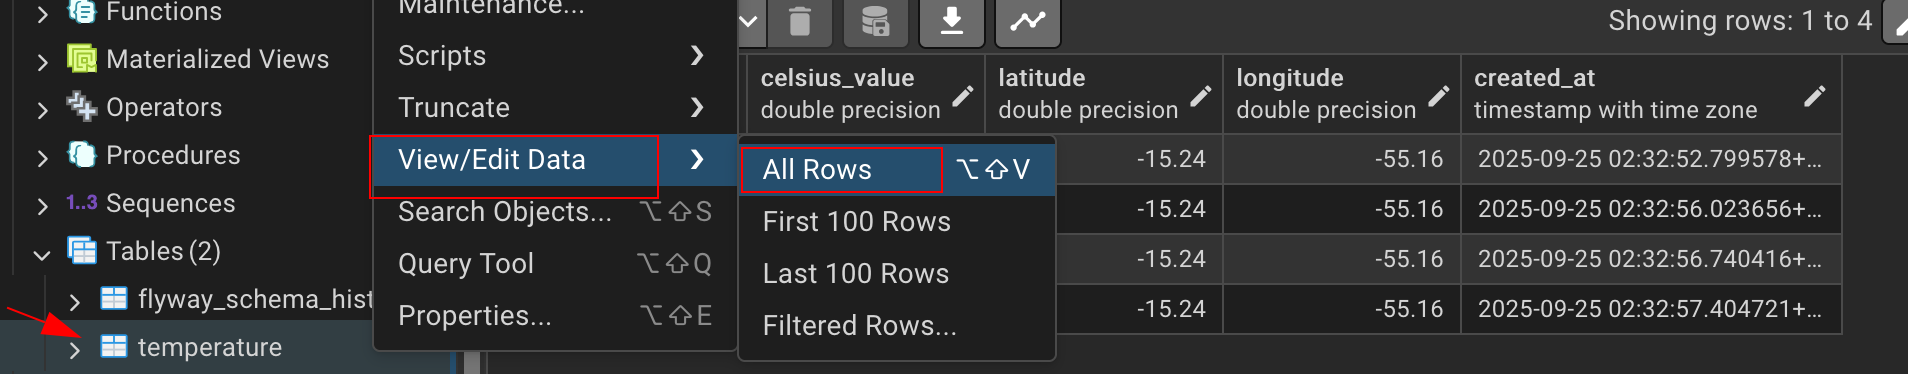 Functions
Materialized Views
Operators
Procedures
1..3 Sequences
Tables (2)
flyway_schema_hist
temperature
Maintenance...
Scripts
Truncate
View/Edit Data
Search Objects... ⌥⇧S
Query Tool ⌥⇧Q
Properties... ⌥⇧E
All Rows ⌥⇧V
First 100 Rows
Last 100 Rows
Filtered Rows...
Showing rows: 1 to 4
celsius_value latitude longitude created_at
double precision double precision double precision timestamp with time zone
-15.24 -55.16 2025-09-25 02:32:52.799578+...
-15.24 -55.16 2025-09-25 02:32:56.023656+...
-15.24 -55.16 2025-09-25 02:32:56.740416+...
-15.24 -55.16 2025-09-25 02:32:57.404721+...